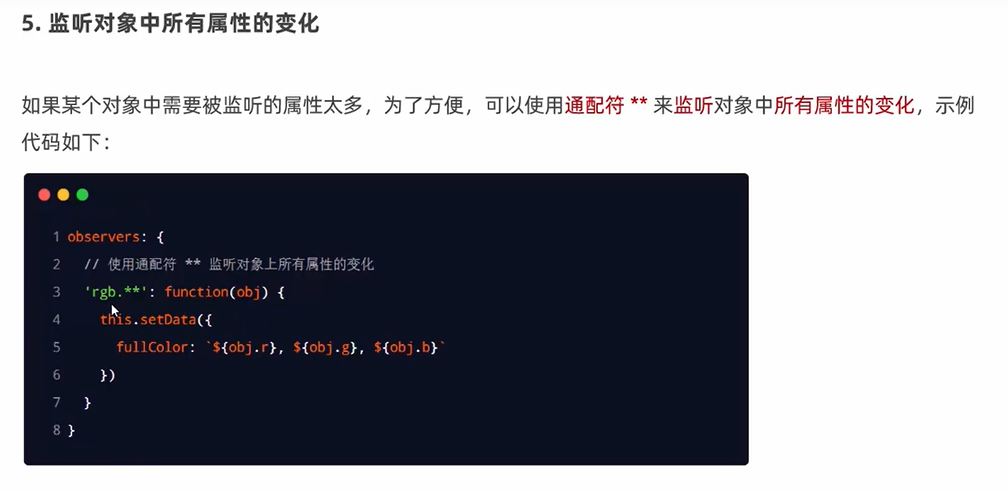 5. 监听对象中所有属性的变化
如果某个对象中需要被监听的属性太多，为了方便，可以使用通配符 ** 来监听对象中所有属性的变化，示例
代码如下：
1 observers: {
2   // 使用通配符 ** 监听对象上所有属性的变化
3   'rgb.**': function(obj) {
4     this.setData({
5       fullColor: `${obj.r}, ${obj.g}, ${obj.b}`
6     })
7   }
8 }